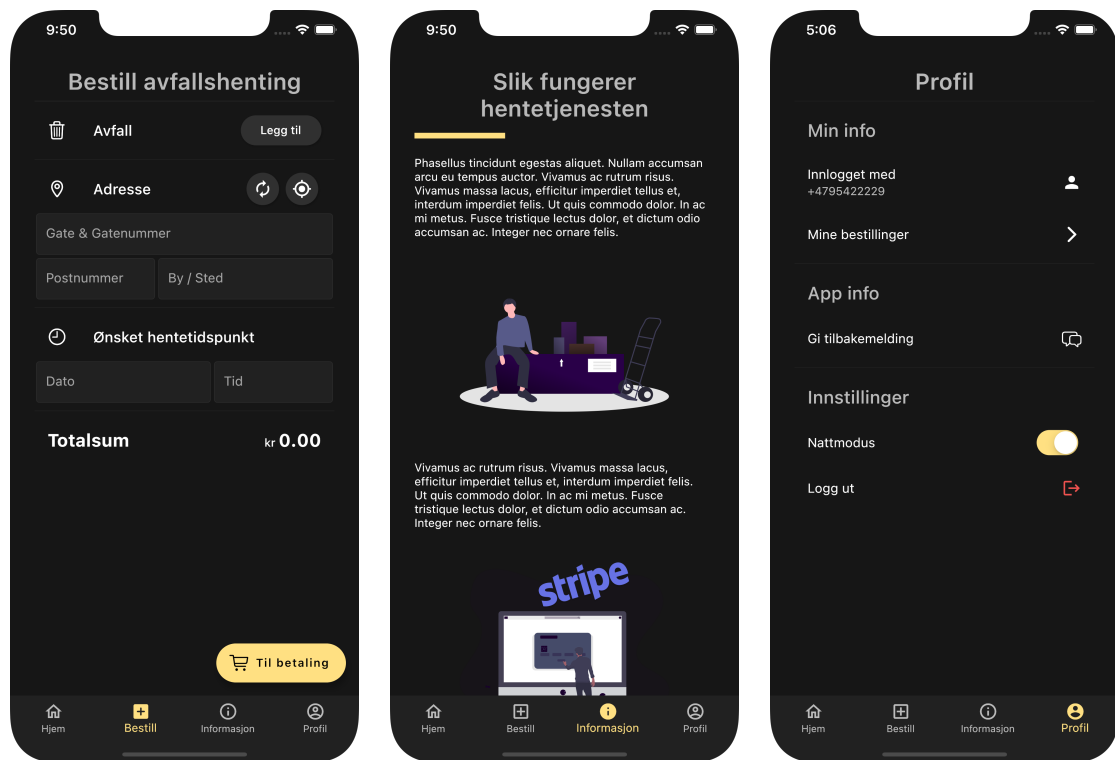 9:50
Bestill avfallshenting
Avfall
Legg til
Adresse
Gate & Gatenummer
Postnummer
By / Sted
Ønsket hentetidspunkt
Dato
Tid
Totalsum
kr 0.00
Til betaling
Hjem
Bestill
Informasjon
Profil
9:50
Slik fungerer
hentetjenesten
Phasellus tincidunt egestas aliquet. Nullam accumsan
arcu eu tempus auctor. Vivamus ac rutrum risus.
Vivamus massa lacus, efficitur imperdiet tellus et,
interdum imperdiet felis. Ut quis commodo dolor. In ac
mi metus. Fusce tristique lectus dolor, et dictum odio
accumsan ac. Integer nec ornare felis.
Vivamus ac rutrum risus. Vivamus massa lacus,
efficitur imperdiet tellus et, interdum imperdiet felis.
Ut quis commodo dolor. In ac mi metus. Fusce
tristique lectus dolor, et dictum odio accumsan ac.
Integer nec ornare felis.
stripe
Hjem
Bestill
Informasjon
Profil
5:06
Profil
Min info
Innlogget med
+4795422229
Mine bestillinger
App info
Gi tilbakemelding
Innstillinger
Nattmodus
Logg ut
Hjem
Bestill
Informasjon
Profil